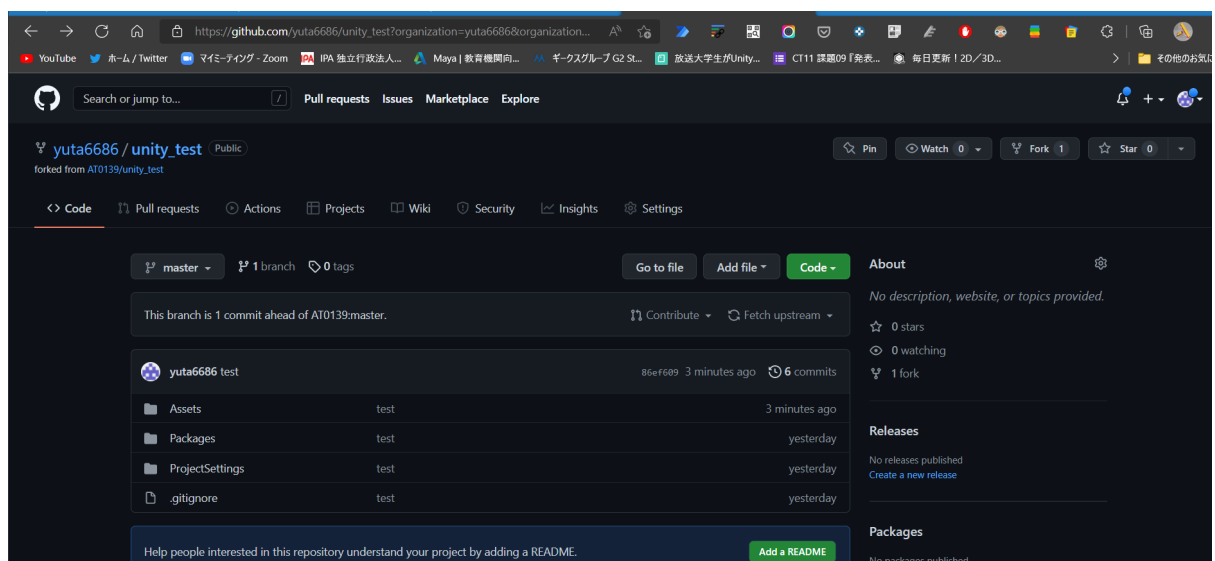 https://github.com/yuta6686/unity_test?organization=yuta6686&organization...
YouTube ホーム / Twitter マイミーティング - Zoom IPA 独立行政法人... Maya | 教育機関向... ギークスグループ G2 St... 放送大学生がUnity... CT11 課題09『発表... 毎日更新！2D／3D... その他のお気に
Search or jump to... / Pull requests Issues Marketplace Explore
yuta6686 / unity_test Public Pin Watch 0 Fork 1 Star 0
forked from AT0139/unity_test
<> Code Pull requests Actions Projects Wiki Security Insights Settings
master 1 branch 0 tags Go to file Add file Code About
No description, website, or topics provided.
This branch is 1 commit ahead of AT0139:master. Contribute Fetch upstream
0 stars
0 watching
yuta6686 test 86ef609 3 minutes ago 6 commits
1 fork
Assets test 3 minutes ago
Releases
Packages test yesterday
No releases published
ProjectSettings test yesterday
Create a new release
.gitignore test yesterday
Packages
Help people interested in this repository understand your project by adding a README. Add a README
No packages published